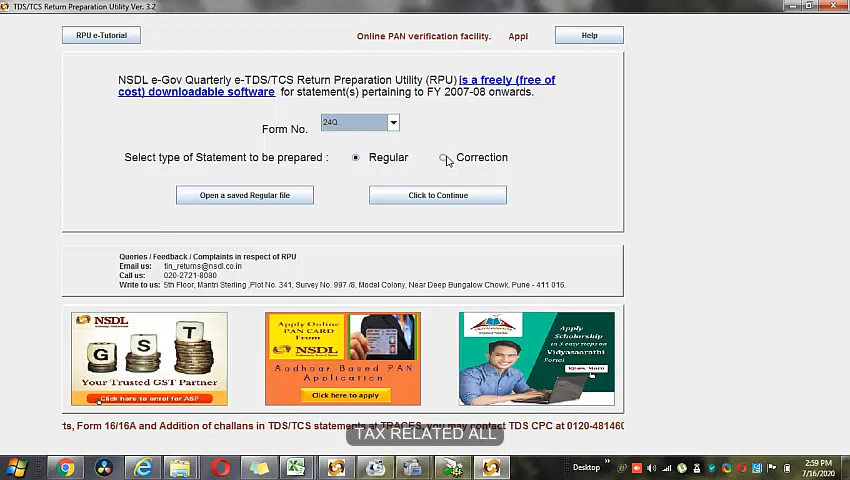 TDS/TCS Return Preparation Utility Ver. 3.2
RPU e-Tutorial
Online PAN verification facility. Appl
Help
NSDL e-Gov Quarterly e-TDS/TCS Return Preparation Utility (RPU) is a freely (free of
cost) downloadable software for statement(s) pertaining to FY 2007-08 onwards.
Form No. 24Q
Select type of Statement to be prepared : Regular Correction
Open a saved Regular file
Click to Continue
Queries / Feedback / Complaints in respect of RPU
Email us: tin_returns@nsdl.co.in
Call us: 020-2721-8080
Write to us: 5th Floor, Mantri Sterling ,Plot No. 341, Survey No. 997 /8, Model Colony, Near Deep Bungalow Chowk, Pune - 411 016.
NSDL
G S T
Your Trusted GST Partner
Click here to enrol for ASP
Apply Online
PAN CARD
From
NSDL
Aadhaar Based PAN
Application
Click here to apply
Apply
Scholarship
in 3 easy steps on
Vidyasaarathi
Portal
Know More
ts, Form 16/16A and Addition of challans in TDS/TCS statements at TRACES, you may contact TDS CPC at 0120-481460
TAX RELATED ALL
Desktop
2:59 PM
7/16/2020